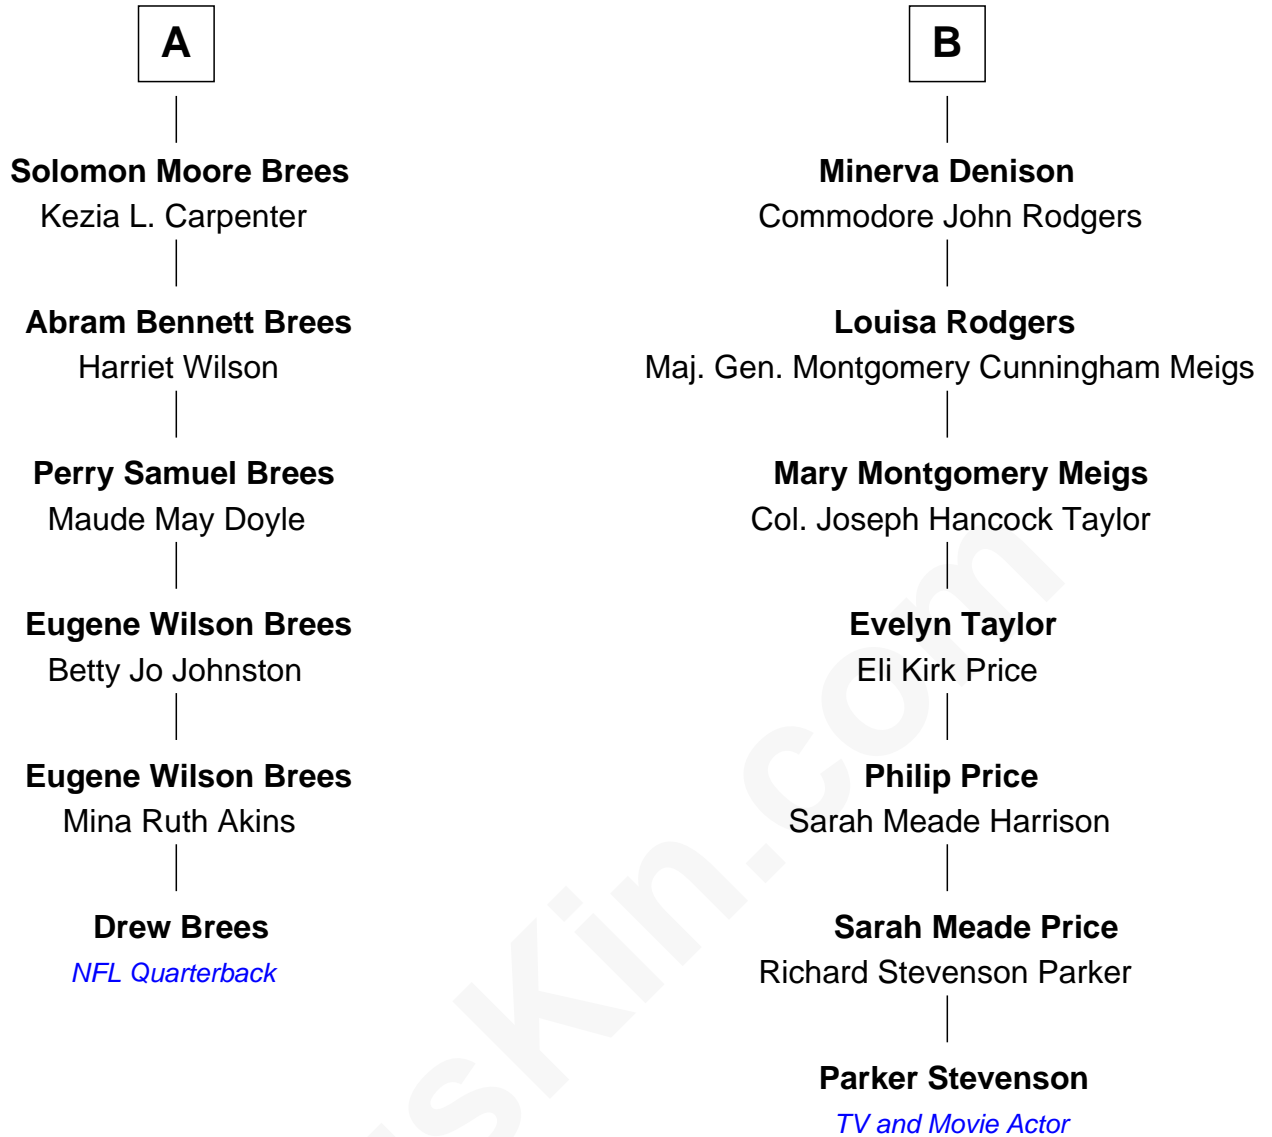 A
Solomon Moore Brees
Kezia L. Carpenter
Abram Bennett Brees
Harriet Wilson
Perry Samuel Brees
Maude May Doyle
Eugene Wilson Brees
Betty Jo Johnston
Eugene Wilson Brees
Mina Ruth Akins
Drew Brees
NFL Quarterback
B
Minerva Denison
Commodore John Rodgers
Louisa Rodgers
Maj. Gen. Montgomery Cunningham Meigs
Mary Montgomery Meigs
Col. Joseph Hancock Taylor
Evelyn Taylor
Eli Kirk Price
Philip Price
Sarah Meade Harrison
Sarah Meade Price
Richard Stevenson Parker
Parker Stevenson
TV and Movie Actor
sKin.com